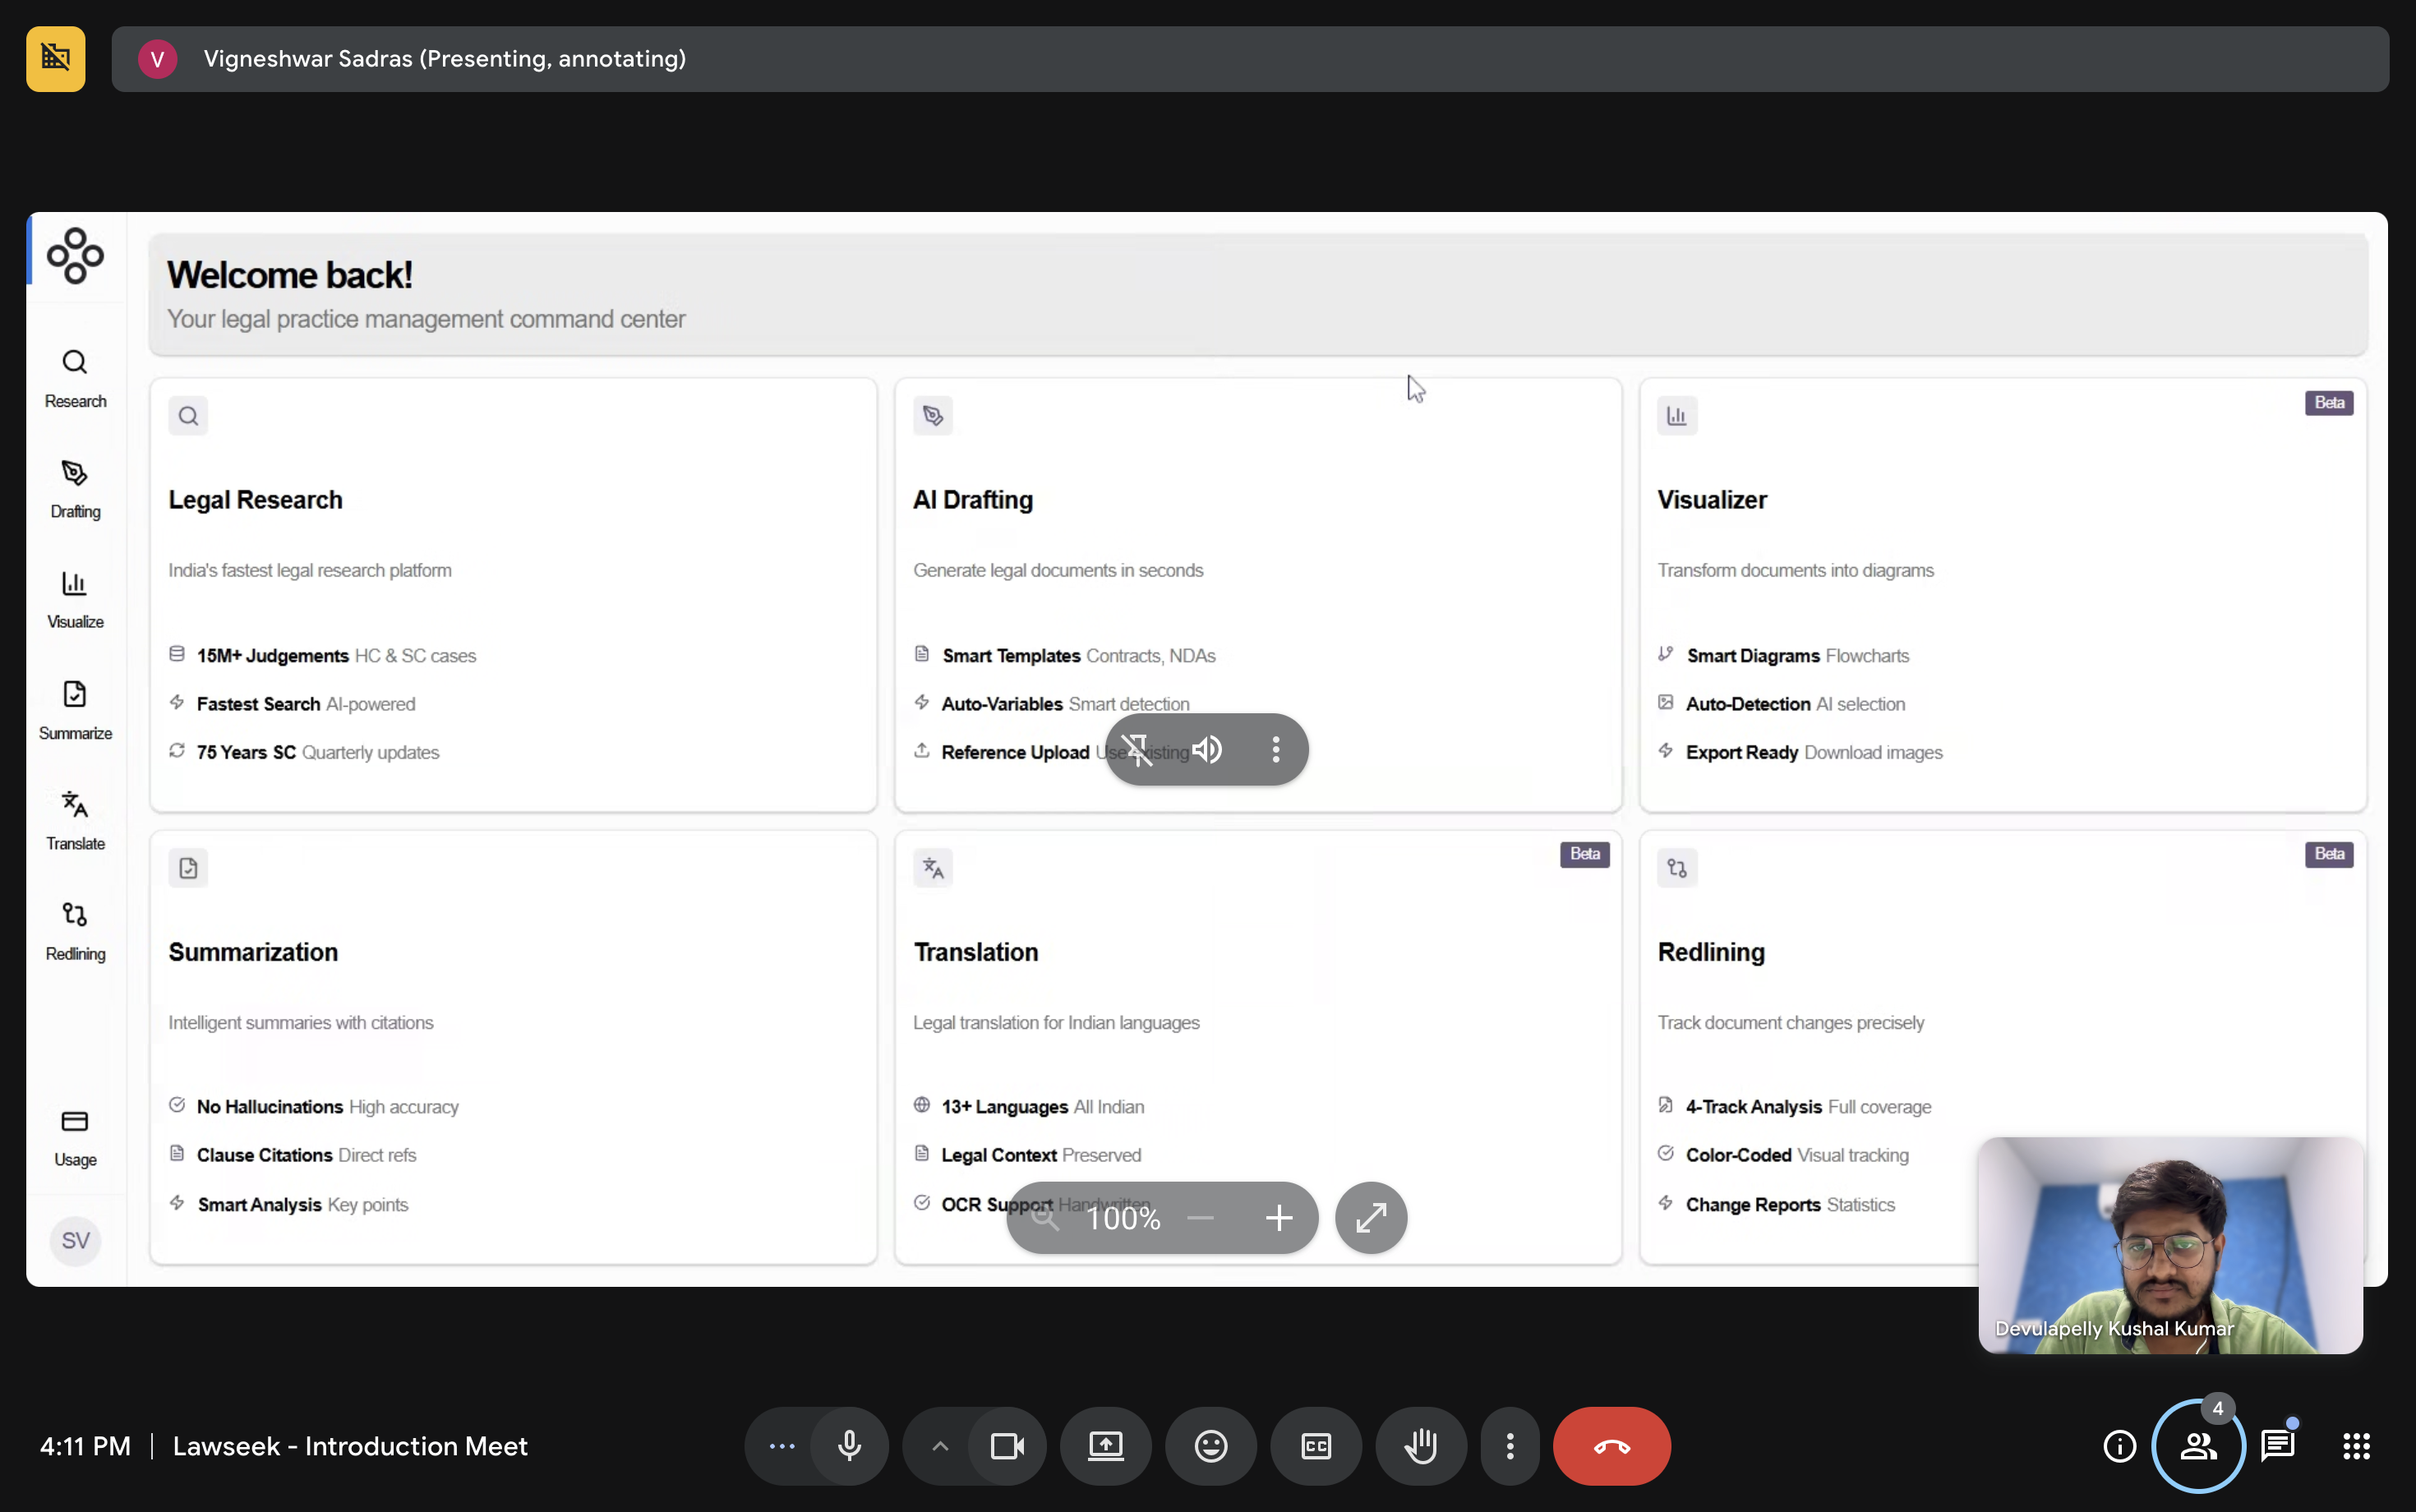 V Vigneshwar Sadras (Presenting, annotating)
Welcome back!
Your legal practice management command center
Research
Drafting
Visualize
Summarize
Translate
Redlining
Usage
SV
Legal Research
India's fastest legal research platform
15M+ Judgements HC & SC cases
Fastest Search AI-powered
75 Years SC Quarterly updates
AI Drafting
Generate legal documents in seconds
Smart Templates Contracts, NDAs
Auto-Variables Smart detection
Reference Upload Use existing
Beta
Visualizer
Transform documents into diagrams
Smart Diagrams Flowcharts
Auto-Detection AI selection
Export Ready Download images
Summarization
Intelligent summaries with citations
No Hallucinations High accuracy
Clause Citations Direct refs
Smart Analysis Key points
Beta
Translation
Legal translation for Indian languages
13+ Languages All Indian
Legal Context Preserved
OCR Support Handwritten
100%
Beta
Redlining
Track document changes precisely
4-Track Analysis Full coverage
Color-Coded Visual tracking
Change Reports Statistics
Devulapelly Kushal Kumar
4:11 PM | Lawseek - Introduction Meet
CC
4